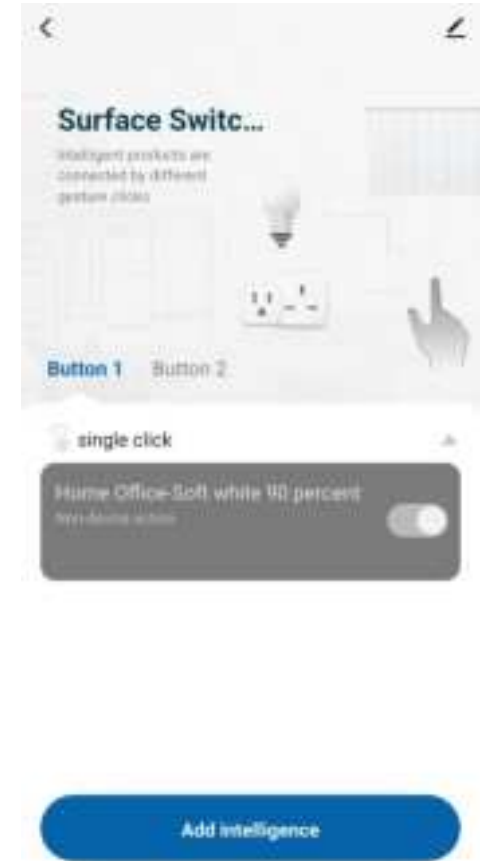 Surface Switc...
Intelligent products are
connected by different
gesture clicks
Button 1 Button 2
single click
Home Office-Soft white 90 percent
Add intelligence